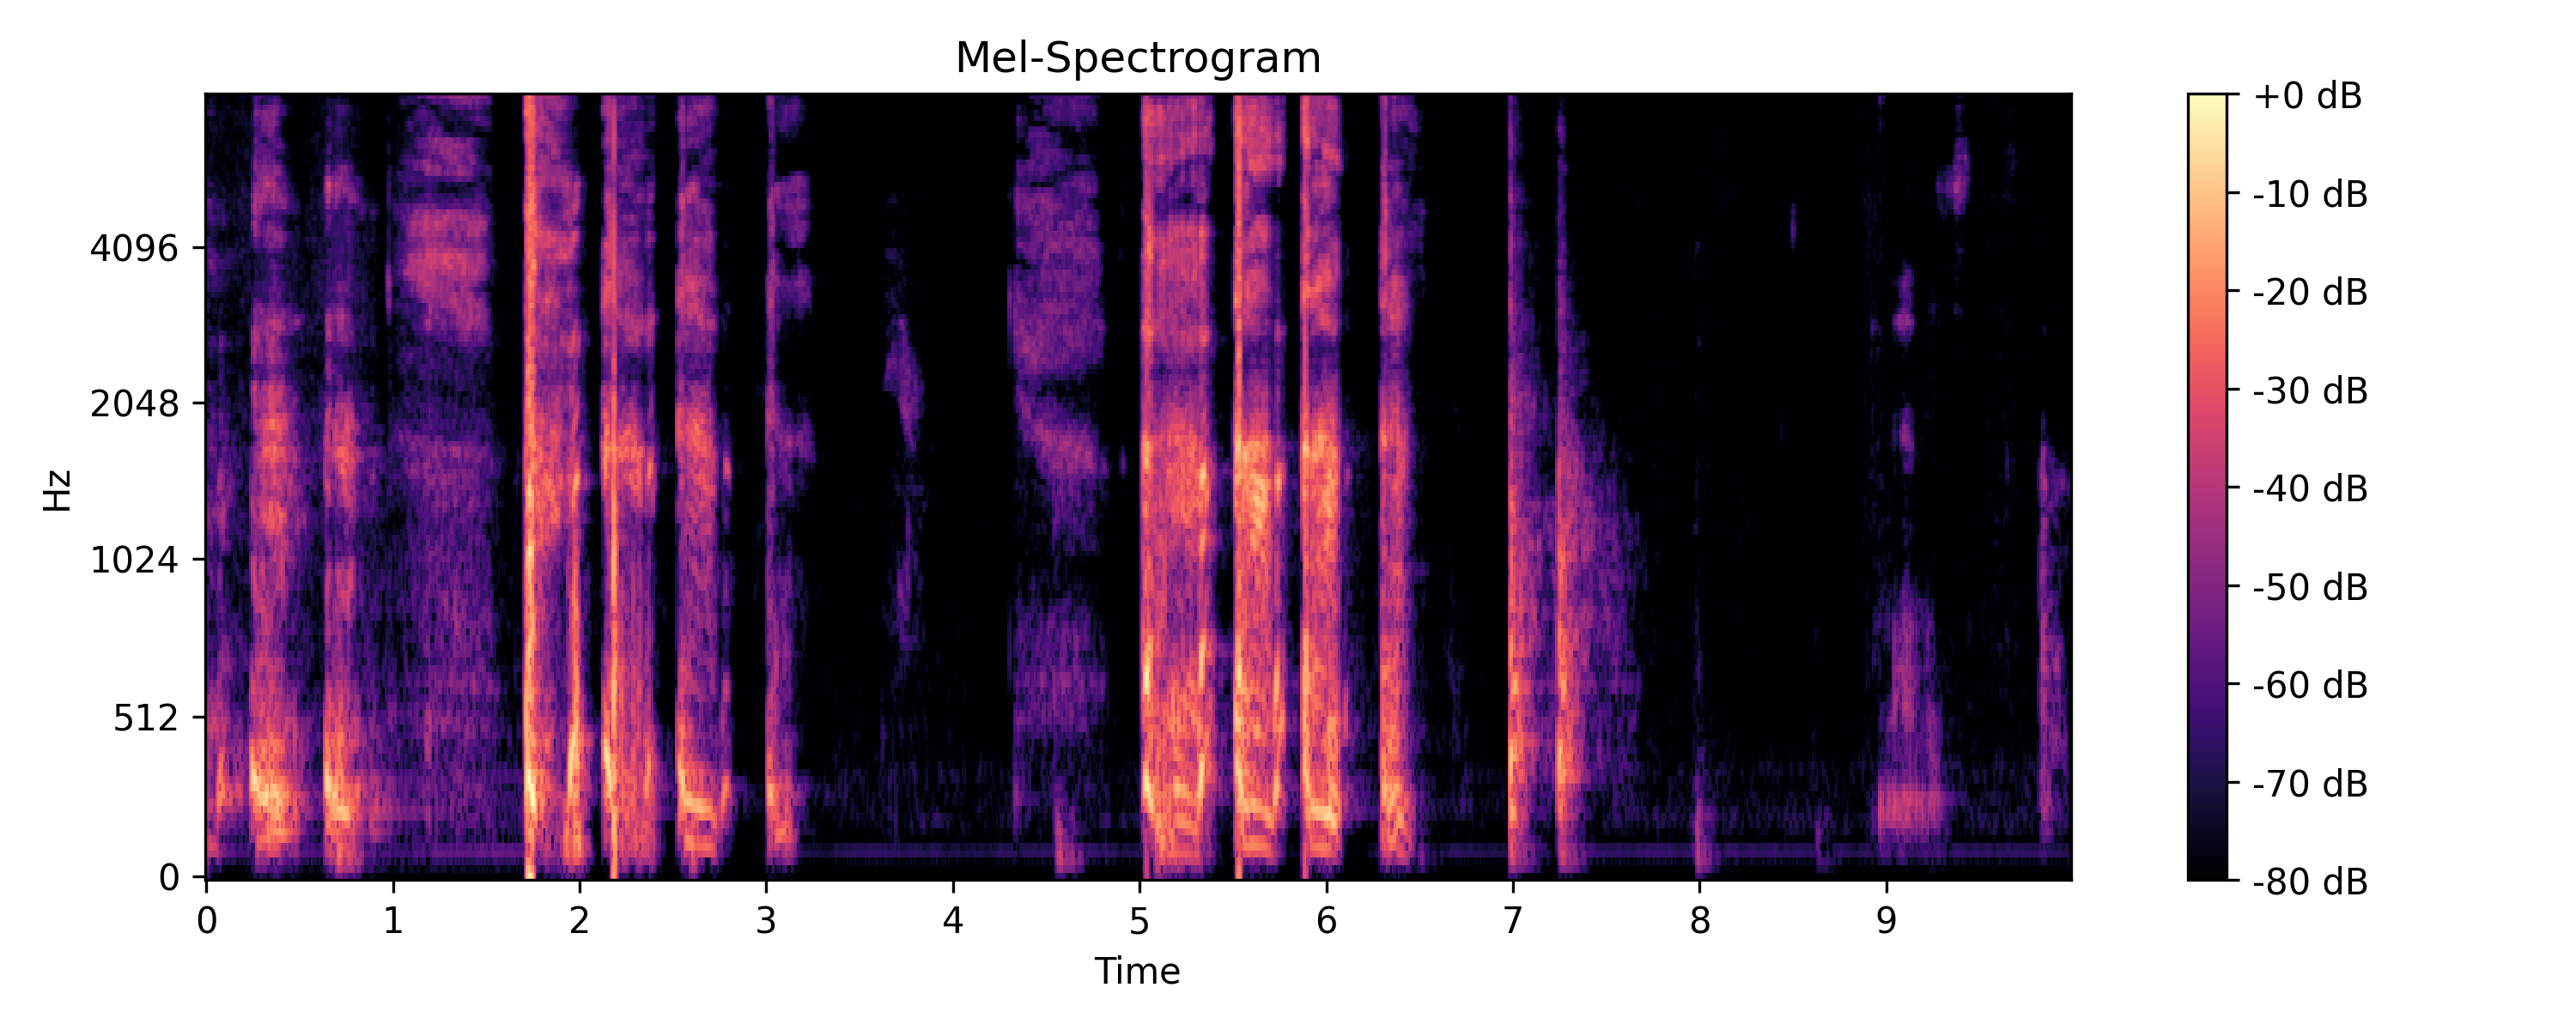 Mel-Spectrogram
+0 dB
-10 dB
-20 dB
-30 dB
-40 dB
-50 dB
-60 dB
-70 dB
-80 dB
Hz
4096
2048
1024
512
0
0 1 2 3 4 5 6 7 8 9
Time